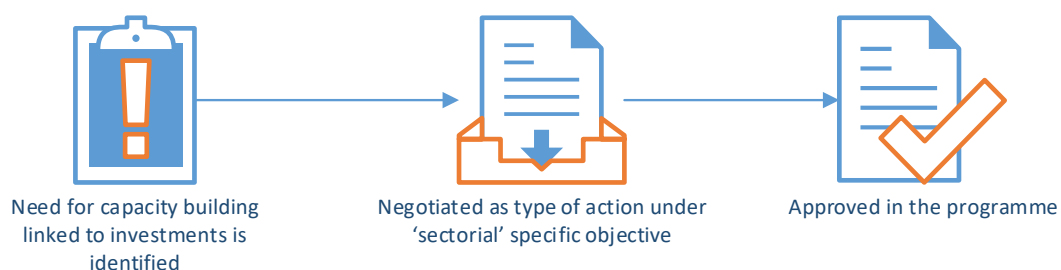 Need for capacity building
linked to investments is
identified
Negotiated as type of action under
‘sectorial’ specific objective
Approved in the programme